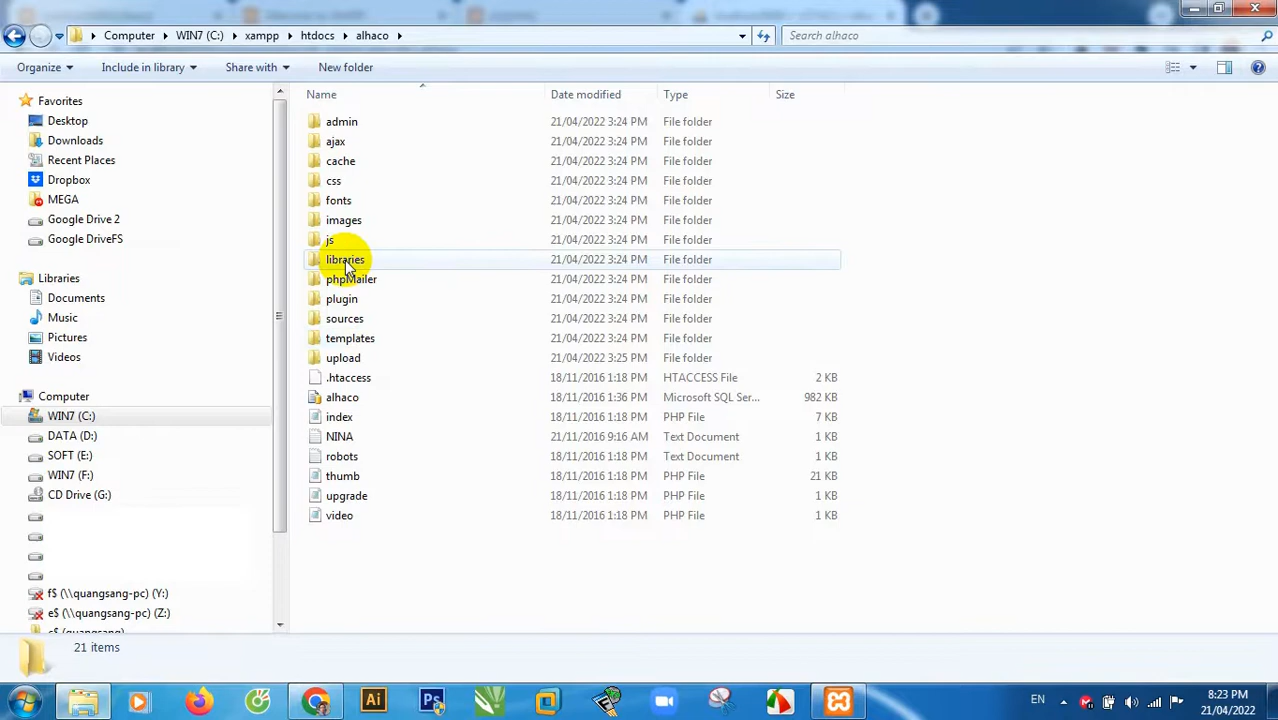 Computer ▸ WIN7 (C:) ▸ xampp ▸ htdocs ▸ alhaco ▸
Search alhaco
Organize Include in library Share with New folder
Name Date modified Type Size
Favorites
Desktop
Downloads
Recent Places
Dropbox
MEGA
Google Drive 2
Google DriveFS
Libraries
Documents
Music
Pictures
Videos
Computer
WIN7 (C:)
DATA (D:)
SOFT (E:)
WIN7 (F:)
CD Drive (G:)
f$ (\\quangsang-pc) (Y:)
e$ (\\quangsang-pc) (Z:)
c$ (quangsang)
admin 21/04/2022 3:24 PM File folder
ajax 21/04/2022 3:24 PM File folder
cache 21/04/2022 3:24 PM File folder
css 21/04/2022 3:24 PM File folder
fonts 21/04/2022 3:24 PM File folder
images 21/04/2022 3:24 PM File folder
js 21/04/2022 3:24 PM File folder
libraries 21/04/2022 3:24 PM File folder
phpMailer 21/04/2022 3:24 PM File folder
plugin 21/04/2022 3:24 PM File folder
sources 21/04/2022 3:24 PM File folder
templates 21/04/2022 3:24 PM File folder
upload 21/04/2022 3:25 PM File folder
.htaccess 18/11/2016 1:18 PM HTACCESS File 2 KB
alhaco 18/11/2016 1:36 PM Microsoft SQL Ser... 982 KB
index 18/11/2016 1:18 PM PHP File 7 KB
NINA 21/11/2016 9:16 AM Text Document 1 KB
robots 18/11/2016 1:18 PM Text Document 1 KB
thumb 18/11/2016 1:18 PM PHP File 21 KB
upgrade 18/11/2016 1:18 PM PHP File 1 KB
video 18/11/2016 1:18 PM PHP File 1 KB
21 items
Ai
Ps
EN
8:23 PM
21/04/2022